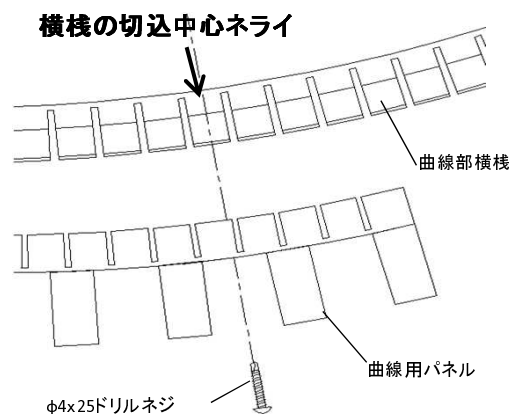 横桟の切込中心ネライ
曲線部横桟
曲線用パネル
φ4x25ドリルネジ